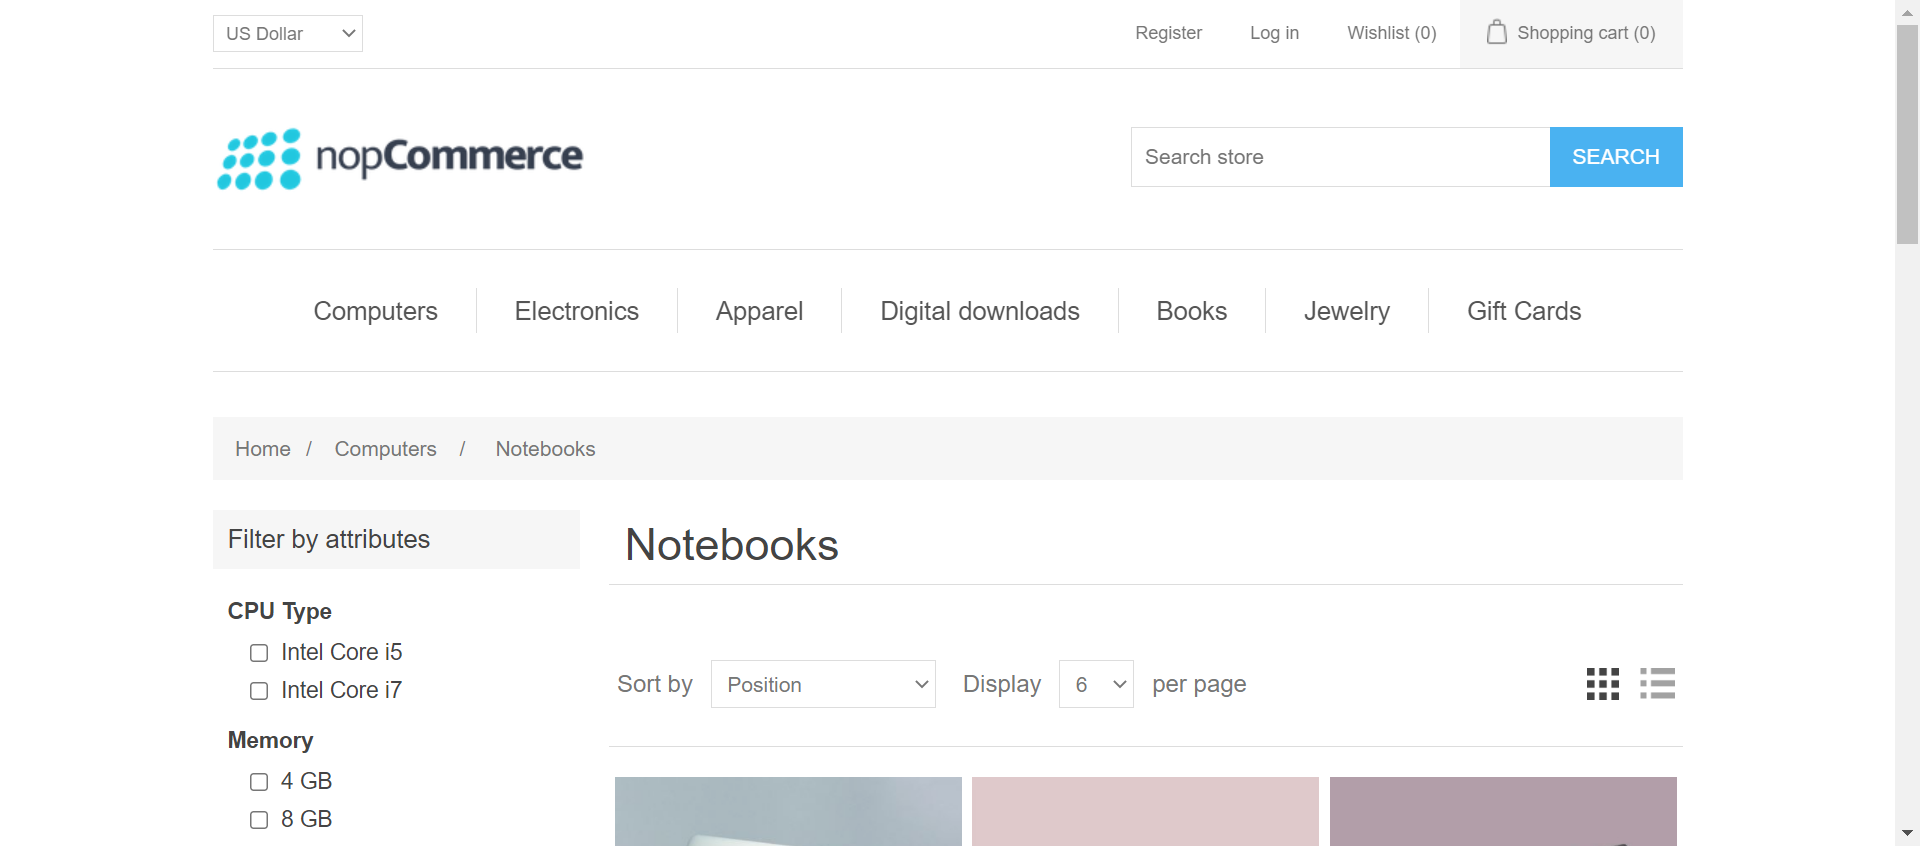 US Dollar
Register
Log in
Wishlist (0)
Shopping cart (0)
nopCommerce
Search store
SEARCH
Computers
Electronics
Apparel
Digital downloads
Books
Jewelry
Gift Cards
Home / Computers / Notebooks
Filter by attributes
CPU Type
Intel Core i5
Intel Core i7
Memory
4 GB
8 GB
Notebooks
Sort by Position Display 6 per page